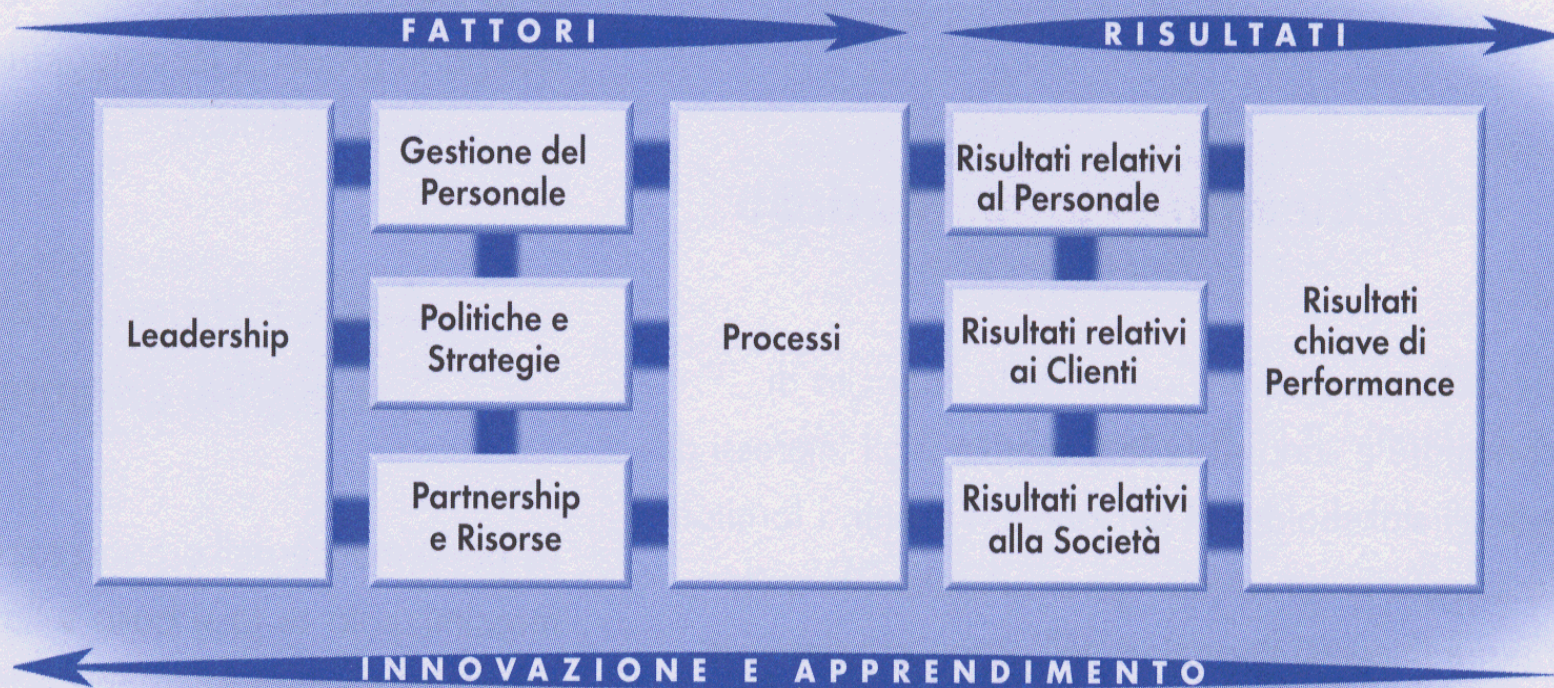 FATTORI
RISULTATI
Leadership
Gestione del
Personale
Politiche e
Strategie
Partnership
e Risorse
Processi
Risultati relativi
al Personale
Risultati relativi
ai Clienti
Risultati relativi
alla Società
Risultati
chiave di
Performance
INNOVAZIONE E APPRENDIMENTO